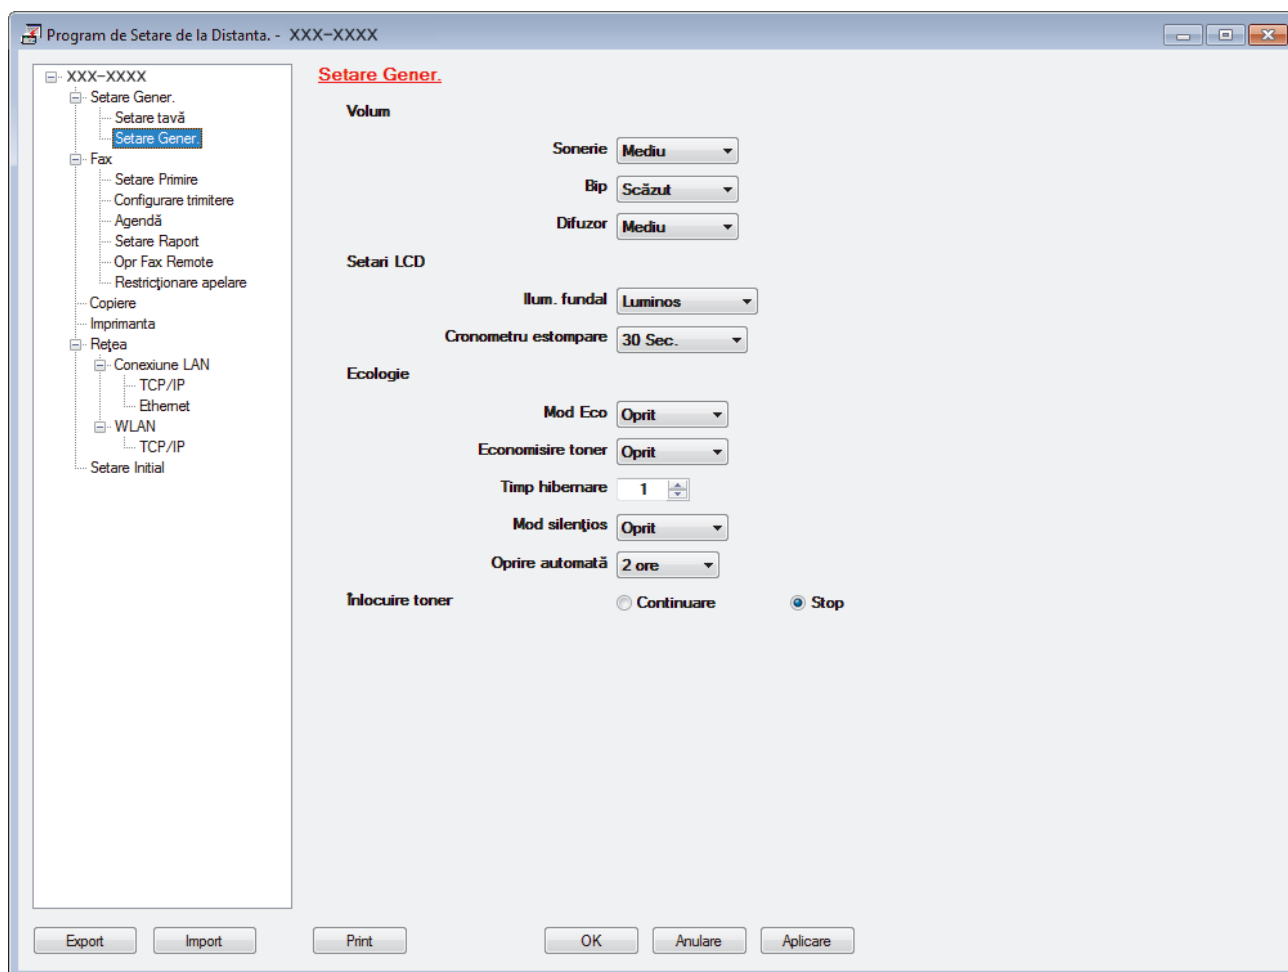 Program de Setare de la Distanta. - XXX-XXXX
XXX-XXXX
Setare Gener.
Setare tavă
Setare Gener.
Fax
Setare Primire
Configurare trimitere
Agendă
Setare Raport
Opr Fax Remote
Restricţionare apelare
Copiere
Imprimanta
Reţea
Conexiune LAN
TCP/IP
Ethernet
WLAN
TCP/IP
Setare Initial
Setare Gener.
Volum
Sonerie Mediu
Bip Scăzut
Difuzor Mediu
Setari LCD
Ilum. fundal Luminos
Cronometru estompare 30 Sec.
Ecologie
Mod Eco Oprit
Economisire toner Oprit
Timp hibernare 1
Mod silenţios Oprit
Oprire automată 2 ore
Înlocuire toner Continuare Stop
Export Import Print OK Anulare Aplicare